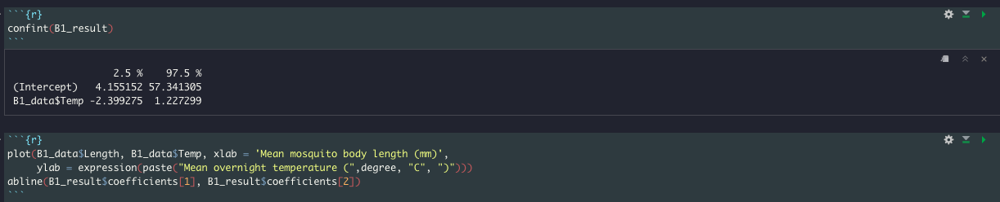 ```{r}
confint(B1_result)
```
2.5 % 97.5 %
(Intercept) 4.155152 57.341305
B1_data$Temp -2.399275 1.227299
```{r}
plot(B1_data$Length, B1_data$Temp, xlab = 'Mean mosquito body length (mm)',
ylab = expression(paste("Mean overnight temperature (",degree, "C", ")")))
abline(B1_result$coefficients[1], B1_result$coefficients[2])
```